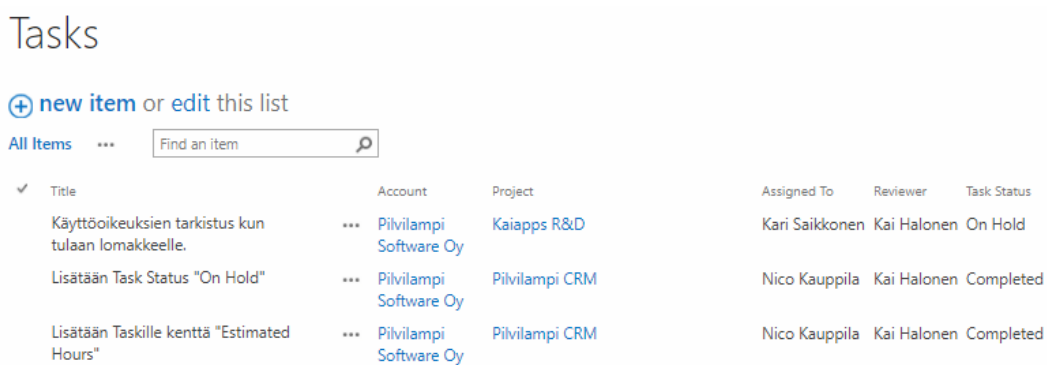 Tasks
new item or edit this list
All Items ... Find an item
Title Account Project Assigned To Reviewer Task Status
Käyttöoikeuksien tarkistus kun ... Pilvilampi Kaiapps R&D Kari Saikkonen Kai Halonen On Hold
tulaan lomakkeelle. Software Oy
Lisätään Task Status "On Hold" ... Pilvilampi Pilvilampi CRM Nico Kauppila Kai Halonen Completed
Software Oy
Lisätään Taskille kenttä "Estimated ... Pilvilampi Pilvilampi CRM Nico Kauppila Kai Halonen Completed
Hours" Software Oy